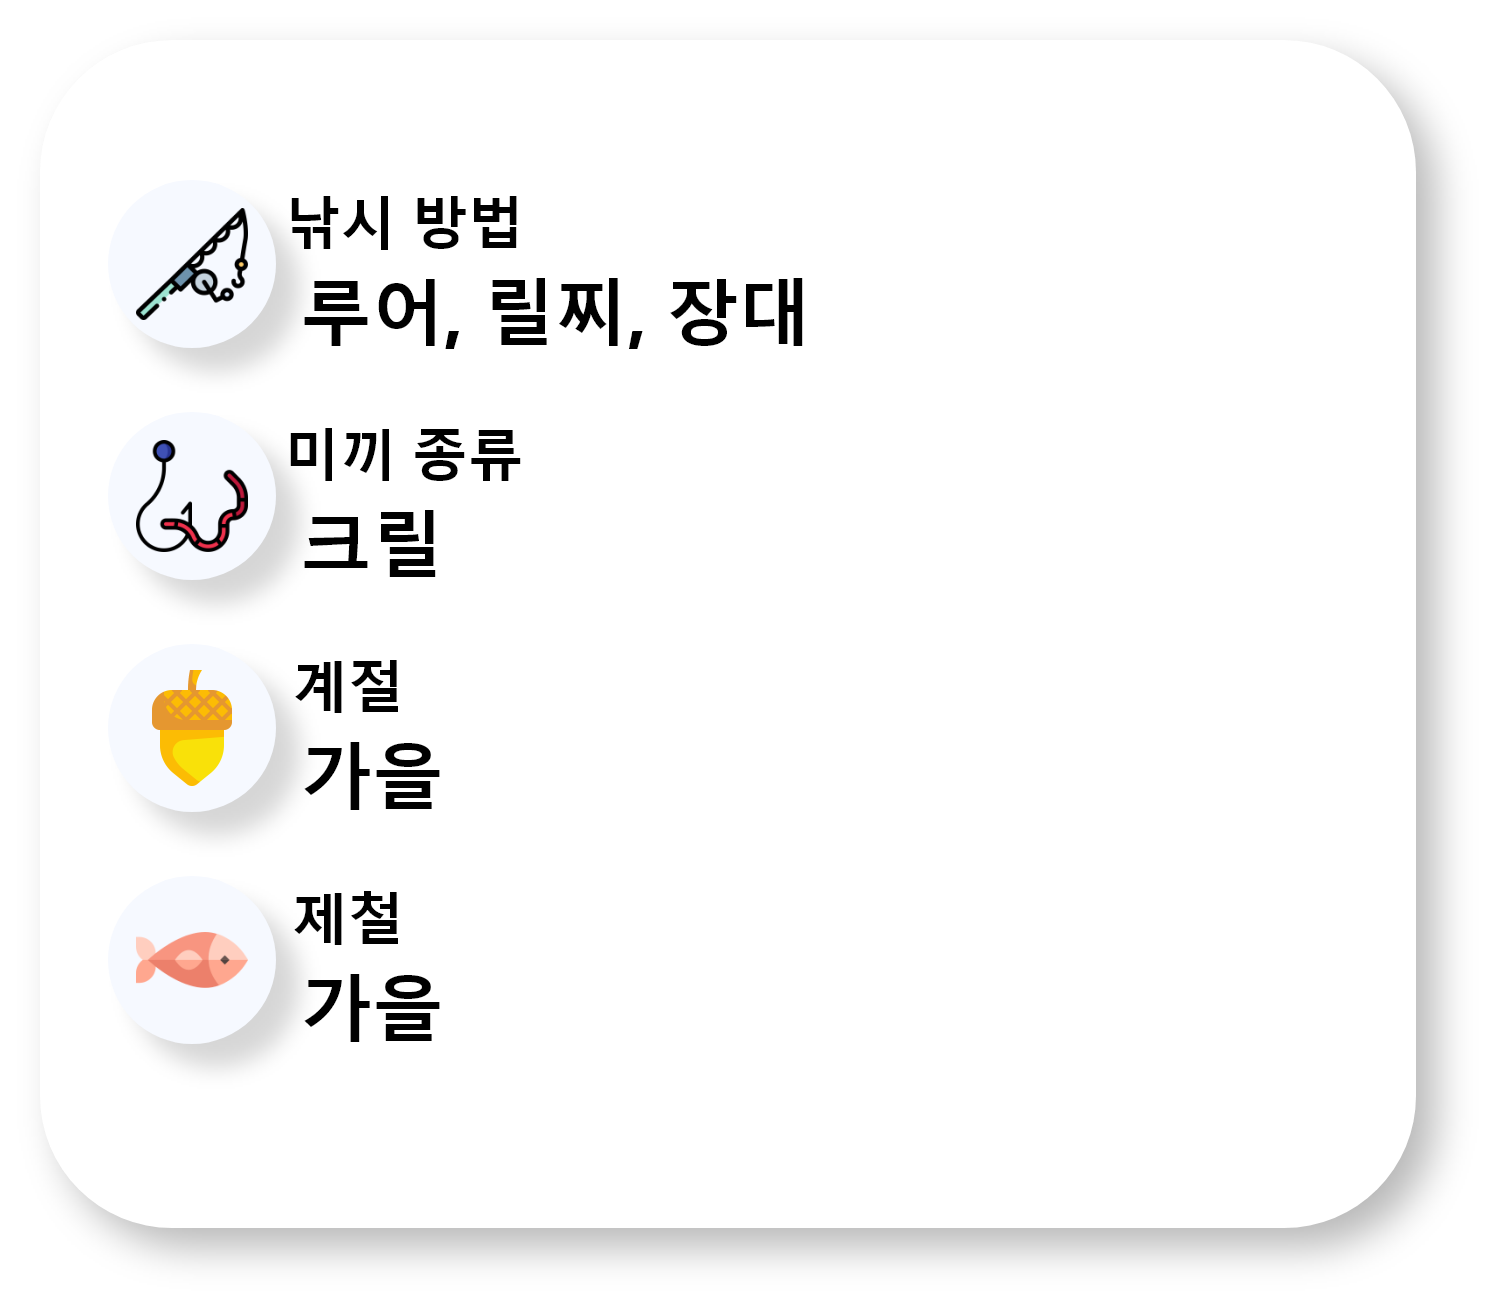 낚시 방법
루어, 릴찌, 장대
미끼 종류
크릴
계절
가을
제철
가을